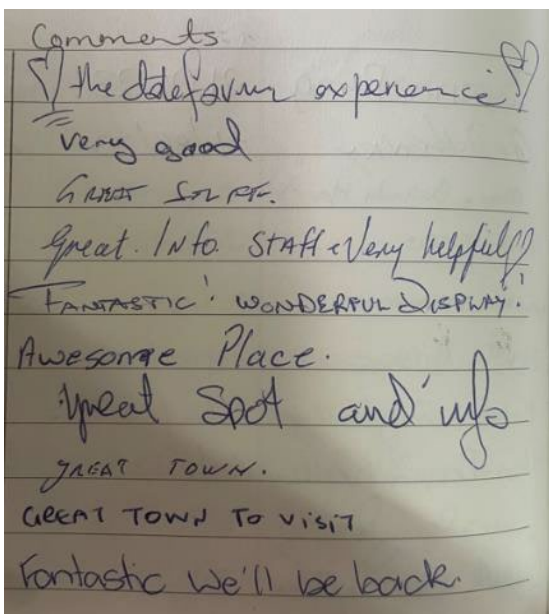 Comments
the experience
very good
GREAT
Great. Info. Staff & Very helpful
FANTASTIC! WONDERFUL DISPLAY!
Awesome Place.
Great Spot and info
GREAT TOWN.
GREAT TOWN TO VISIT
Fantastic We'll be back.